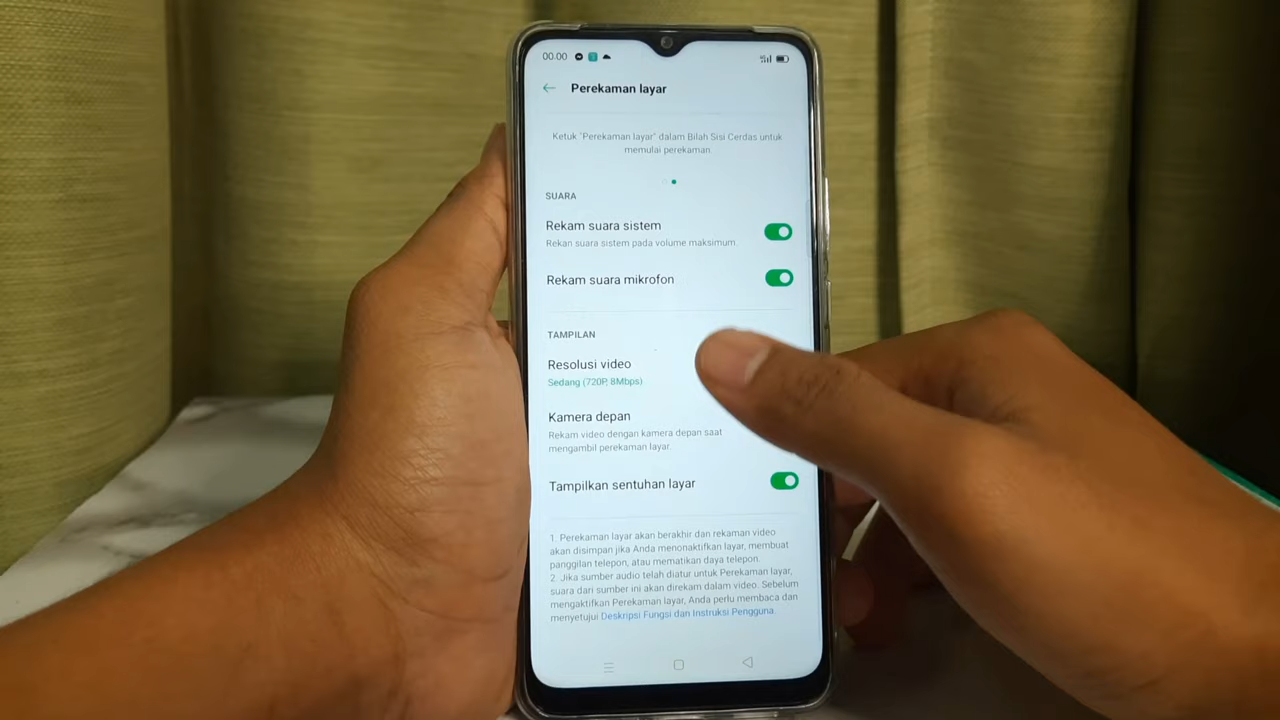 00.00
Perekaman layar
Ketuk "Perekaman layar" dalam Bilah Sisi Cerdas untuk
memulai perekaman.
SUARA
Rekam suara sistem
Rekan suara sistem pada volume maksimum.
Rekam suara mikrofon
TAMPILAN
Resolusi video
Sedang (720P, 8Mbps)
Kamera depan
Rekam video dengan kamera depan saat
mengambil perekaman layar.
Tampilkan sentuhan layar
1. Perekaman layar akan berakhir dan rekaman video
akan disimpan jika Anda menonaktifkan layar, membuat
panggilan telepon, atau mematikan daya telepon.
2. Jika sumber audio telah diatur untuk Perekaman layar,
suara dari sumber ini akan direkam dalam video. Sebelum
mengaktifkan Perekaman layar, Anda perlu membaca dan
menyetujui Deskripsi Fungsi dan Instruksi Pengguna.